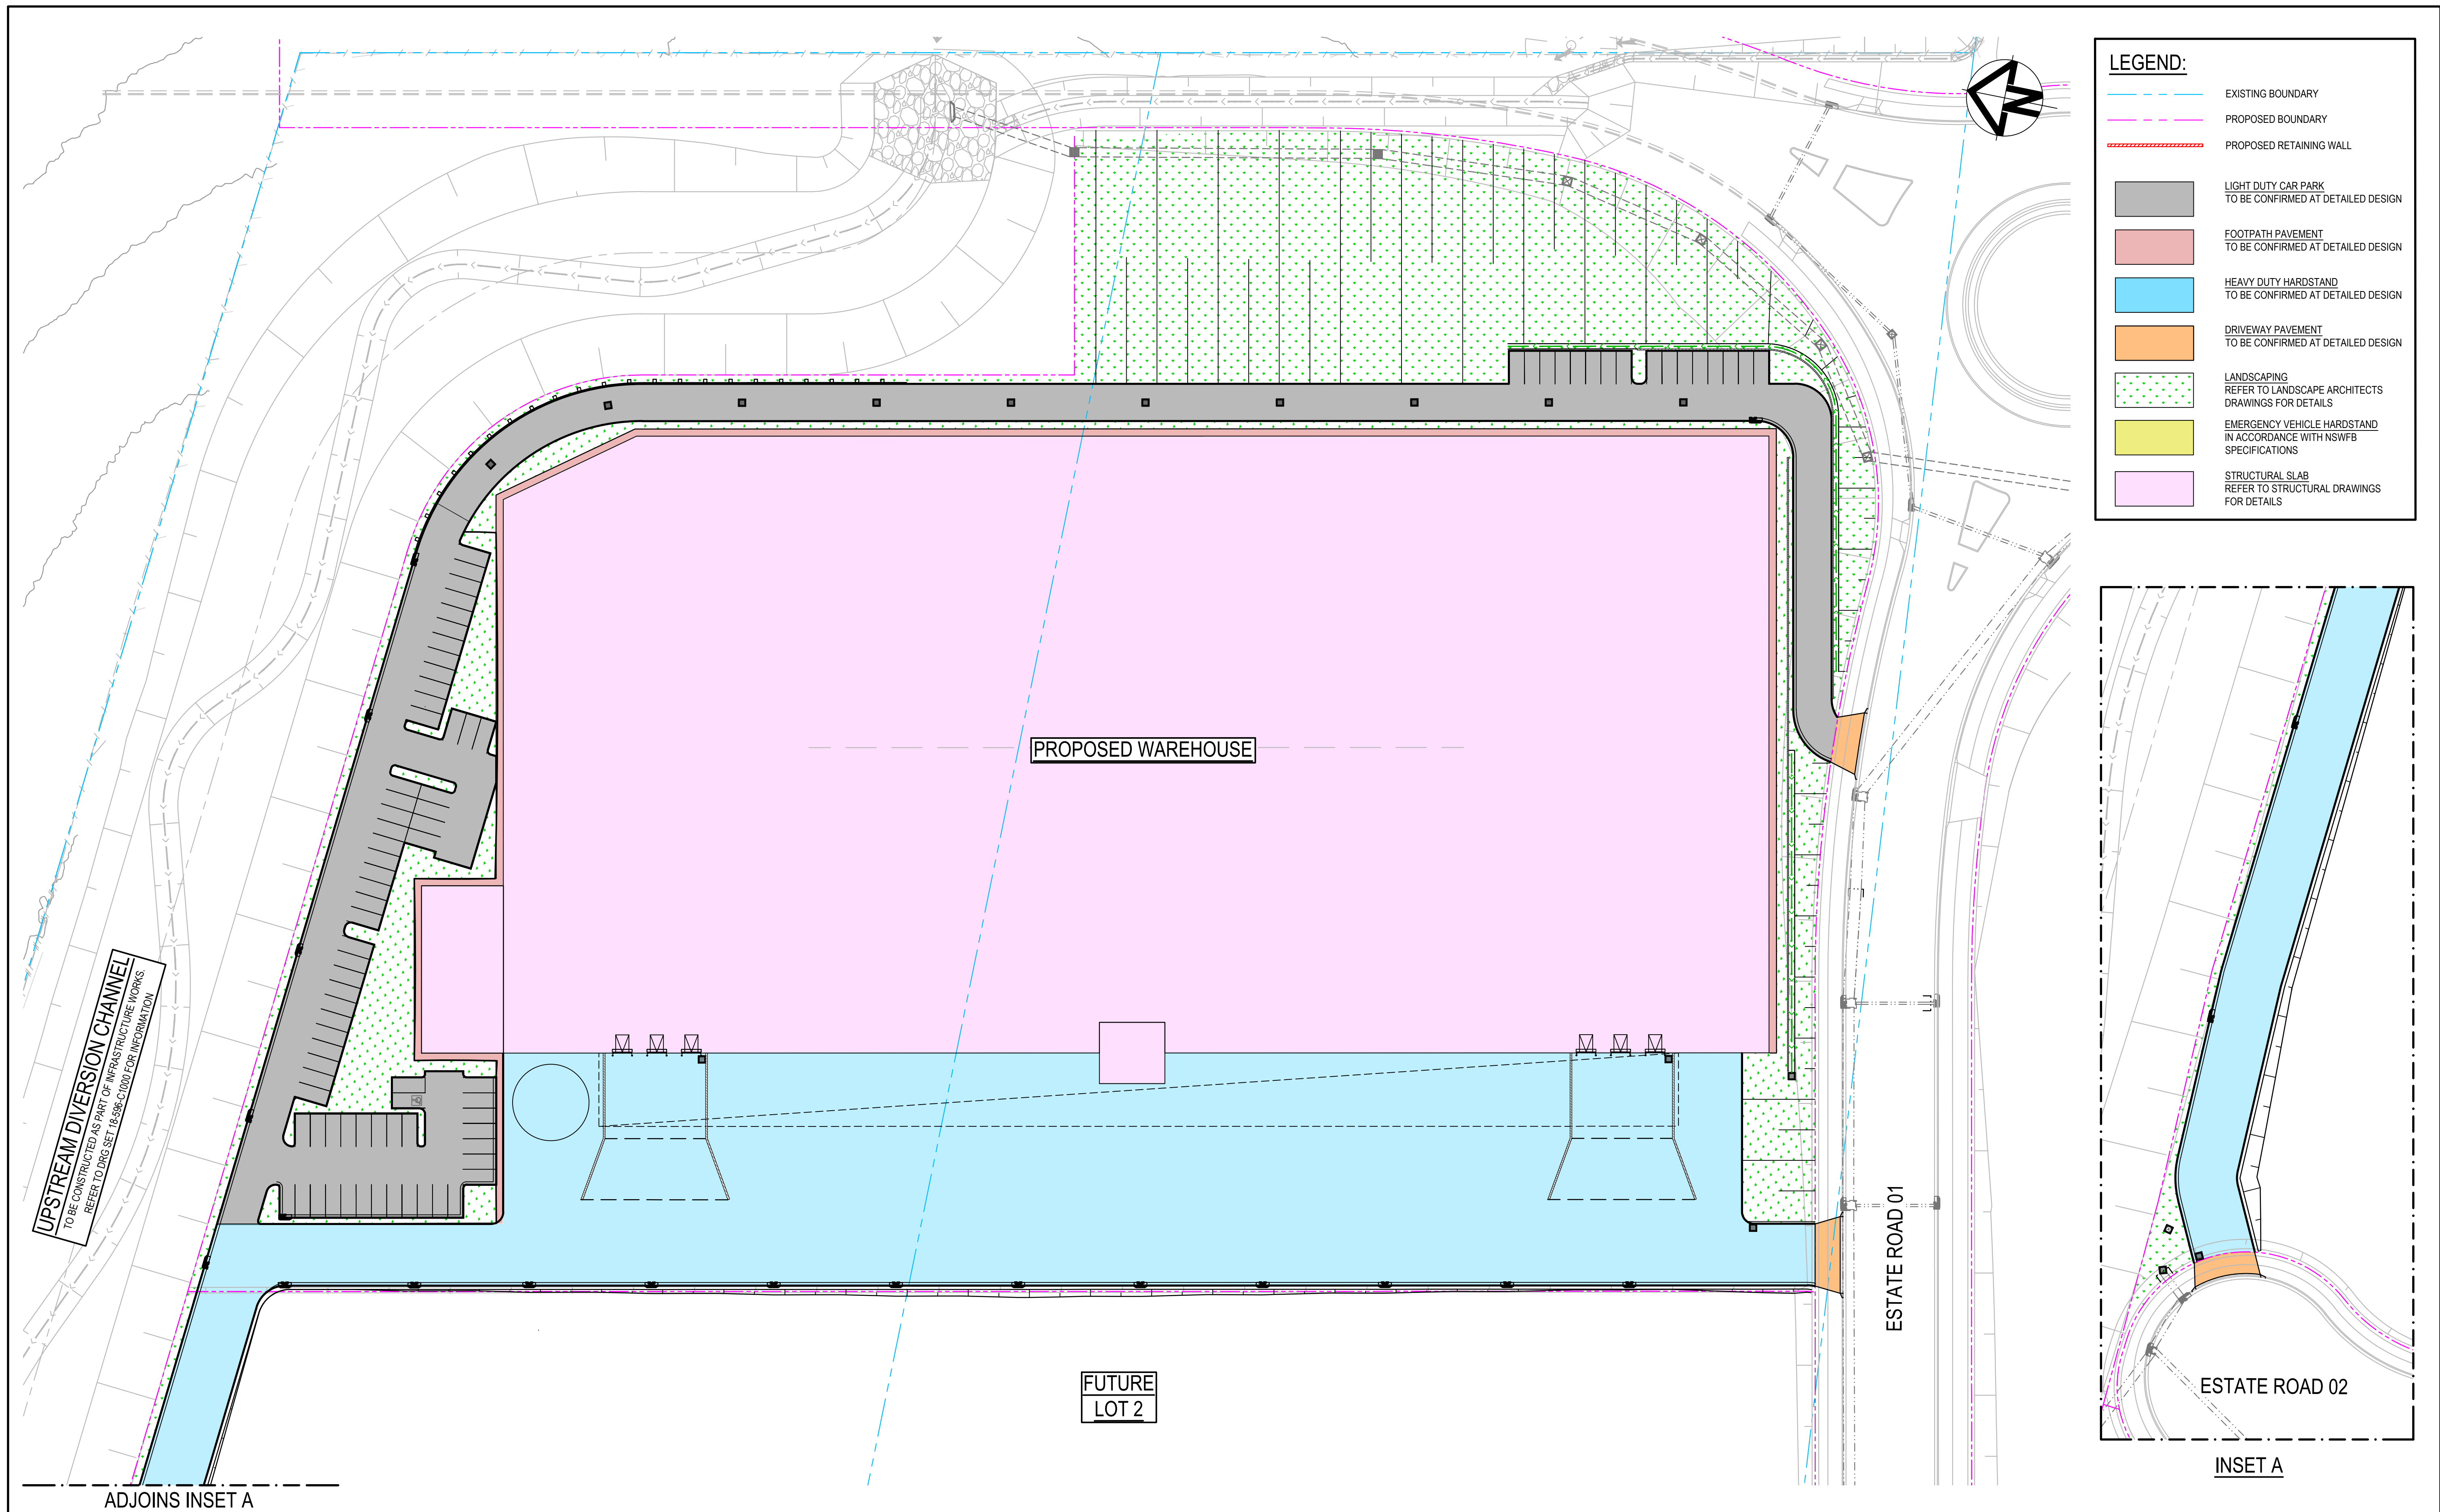 LEGEND:
EXISTING BOUNDARY
PROPOSED BOUNDARY
PROPOSED RETAINING WALL
LIGHT DUTY CAR PARK
TO BE CONFIRMED AT DETAILED DESIGN
FOOTPATH PAVEMENT
TO BE CONFIRMED AT DETAILED DESIGN
HEAVY DUTY HARDSTAND
TO BE CONFIRMED AT DETAILED DESIGN
DRIVEWAY PAVEMENT
TO BE CONFIRMED AT DETAILED DESIGN
LANDSCAPING
REFER TO LANDSCAPE ARCHITECTS
DRAWINGS FOR DETAILS
EMERGENCY VEHICLE HARDSTAND
IN ACCORDANCE WITH NSWFB
SPECIFICATIONS
STRUCTURAL SLAB
REFER TO STRUCTURAL DRAWINGS
FOR DETAILS
N
PROPOSED WAREHOUSE
UPSTREAM DIVERSION CHANNEL
TO BE CONSTRUCTED AS PART OF INFRASTRUCTURE WORKS.
REFER TO DRG SET 18-596-C1000 FOR INFORMATION
ESTATE ROAD 01
FUTURE
LOT 2
ADJOINS INSET A
ESTATE ROAD 02
INSET A